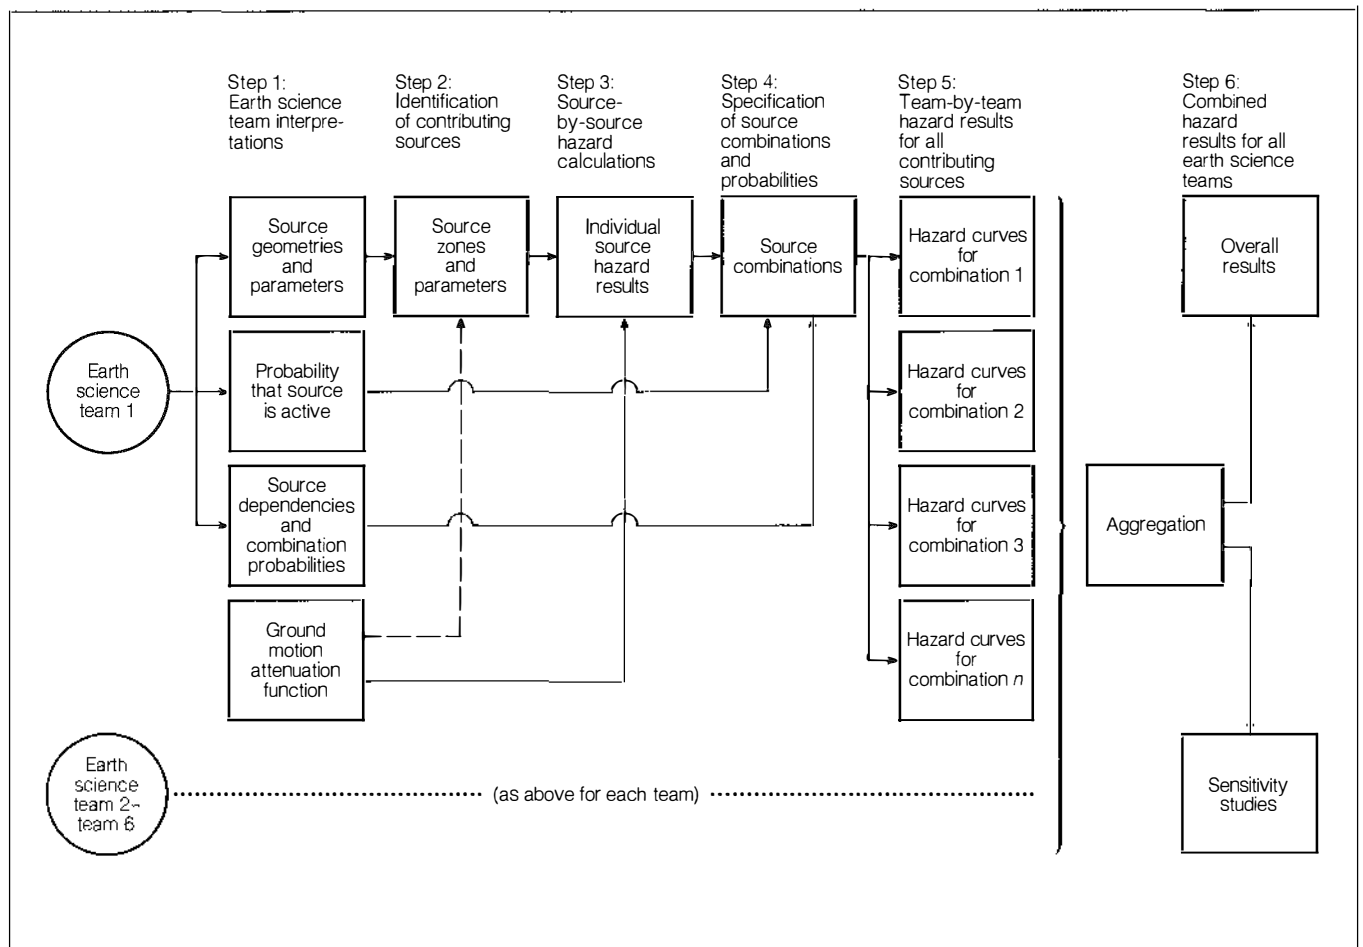 Step 1:
Earth science
team interpre-
tations
Step 2:
Identification
of contributing
sources
Step 3:
Source-
by-source
hazard
calculations
Step 4:
Specification
of source
combinations
and
probabilities
Step 5:
Team-by-team
hazard results
for all
contributing
sources
Step 6:
Combined
hazard
results for all
earth science
teams
Source
geometries
and
parameters
Source
zones
and
parameters
Individual
source
hazard
results
Source
combinations
Hazard curves
for
combination 1
Overall
results
Earth
science
team 1
Probability
that source
is active
Hazard curves
for
combination 2
Source
dependencies
and
combination
probabilities
Hazard curves
for
combination 3
Aggregation
Ground
motion
attenuation
function
Hazard curves
for
combination n
Earth
science
team 2–
team 6
(as above for each team)
Sensitivity
studies